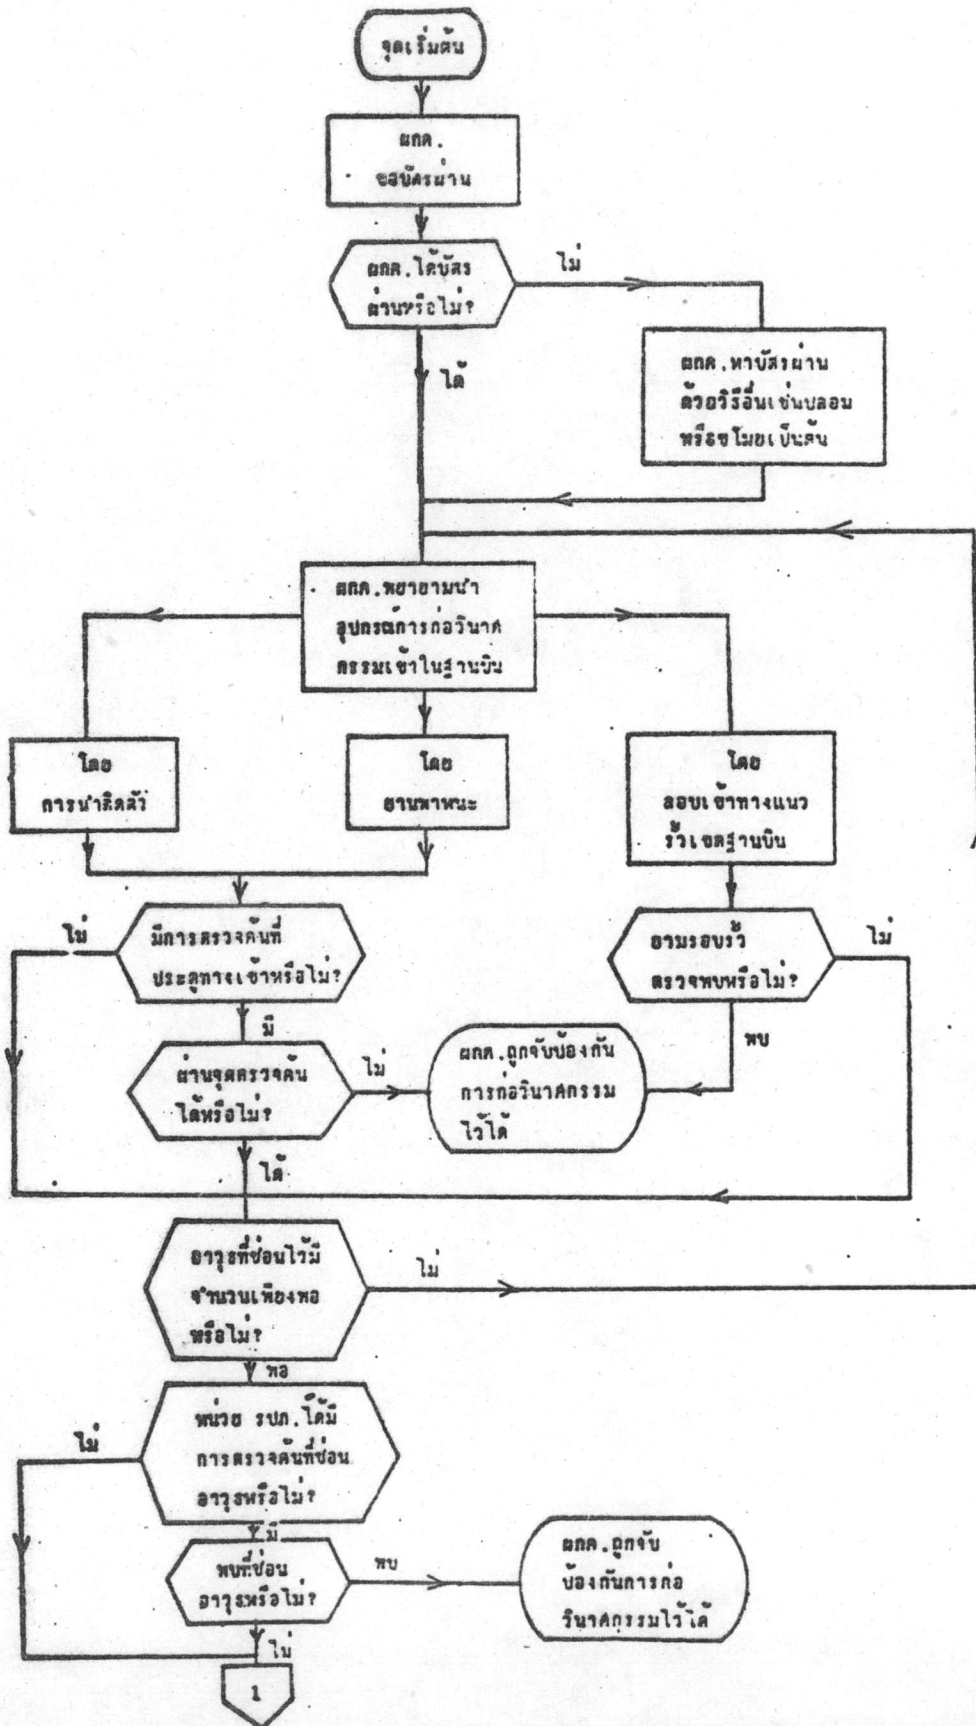 จุดเริ่มต้น
ผกค.
ขอบัตรผ่าน
ผกค.ได้บัตร
ผ่านหรือไม่?
ไม่
ได้
ผกค.หาบัตรผ่าน
ด้วยวิธีอื่นเช่นปลอม
หรือขโมยเป็นต้น
ผกค.พยายามนำ
อุปกรณ์การก่อวินาศ
กรรมเข้าในฐานบิน
โดย
การนำติดตัว
โดย
ยานพาหนะ
โดย
ลอบเข้าทางแนว
รั้วเขตฐานบิน
ไม่
มีการตรวจค้นที่
ประตูทางเข้าหรือไม่?
มี
ยามรอบรั้ว
ตรวจพบหรือไม่?
ไม่
พบ
ผ่านจุดตรวจค้น
ได้หรือไม่?
ไม่
ได้
ผกค.ถูกจับป้องกัน
การก่อวินาศกรรม
ไว้ได้
อาวุธที่ซ่อนไว้มี
จำนวนเพียงพอ
หรือไม่?
ไม่
พอ
หน่วย รปภ.ได้มี
การตรวจค้นที่ซ่อน
อาวุธหรือไม่?
ไม่
มี
พบที่ซ่อน
อาวุธหรือไม่?
พบ
ไม่
ผกค.ถูกจับ
ป้องกันการก่อ
วินาศกรรมไว้ได้
1